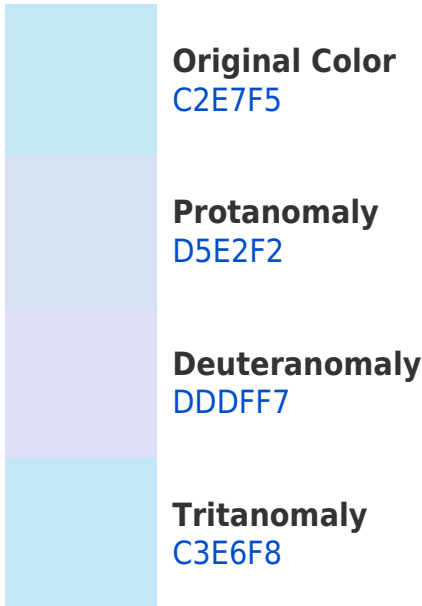 Original Color
C2E7F5
Protanomaly
D5E2F2
Deuteranomaly
DDDFF7
Tritanomaly
C3E6F8